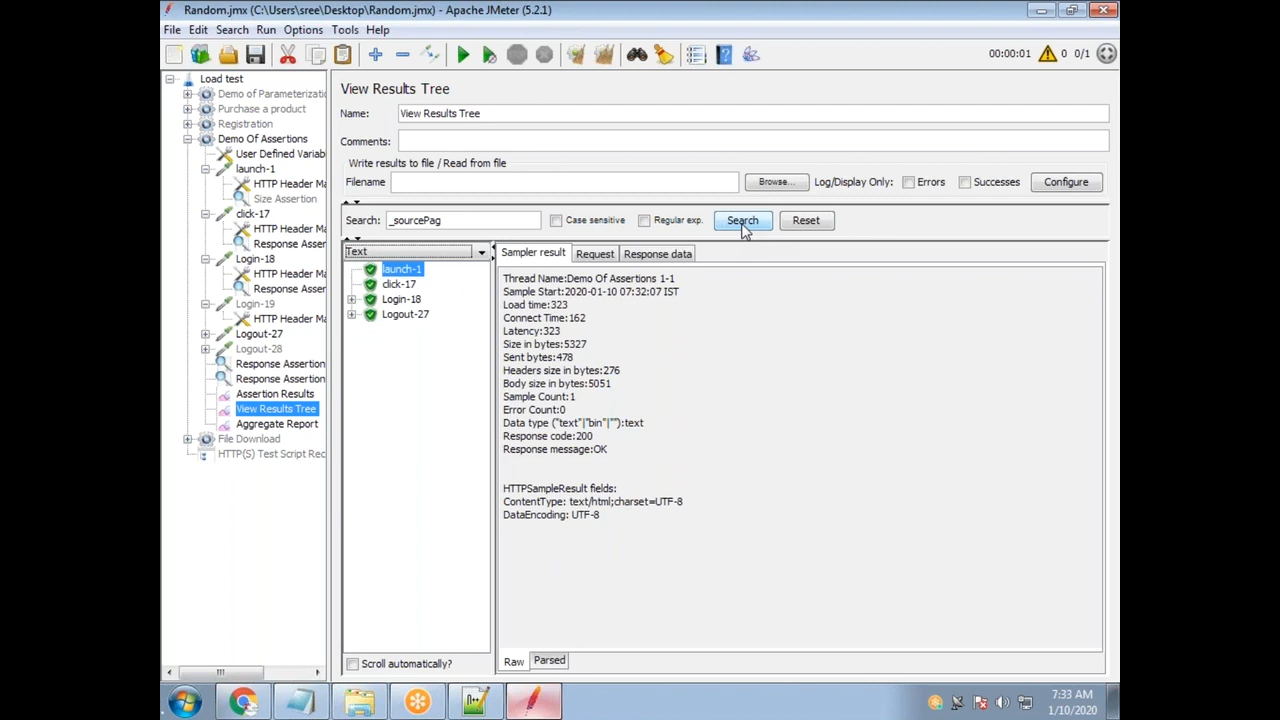 Random.jmx (C:\Users\sree\Desktop\Random.jmx) - Apache JMeter (5.2.1)
File Edit Search Run Options Tools Help
00:00:01 0 0/1
Load test
Demo of Parameterizatio
Purchase a product
Registration
Demo Of Assertions
User Defined Variab
launch-1
HTTP Header Ma
Size Assertion
click-17
HTTP Header Ma
Response Asser
Login-18
HTTP Header Ma
Response Asser
Login-19
HTTP Header Ma
Logout-27
Logout-28
Response Assertion
Response Assertion
Assertion Results
View Results Tree
Aggregate Report
File Download
HTTP(S) Test Script Rec
View Results Tree
Name: View Results Tree
Comments:
Write results to file / Read from file
Filename Browse... Log/Display Only: Errors Successes Configure
Search: _sourcePag Case sensitive Regular exp. Search Reset
Text
launch-1
click-17
Login-18
Logout-27
Scroll automatically?
Sampler result Request Response data
Thread Name:Demo Of Assertions 1-1
Sample Start:2020-01-10 07:32:07 IST
Load time:323
Connect Time:162
Latency:323
Size in bytes:5327
Sent bytes:478
Headers size in bytes:276
Body size in bytes:5051
Sample Count:1
Error Count:0
Data type ("text"|"bin"|""):text
Response code:200
Response message:OK
HTTPSampleResult fields:
ContentType: text/html;charset=UTF-8
DataEncoding: UTF-8
Raw Parsed
7:33 AM
1/10/2020